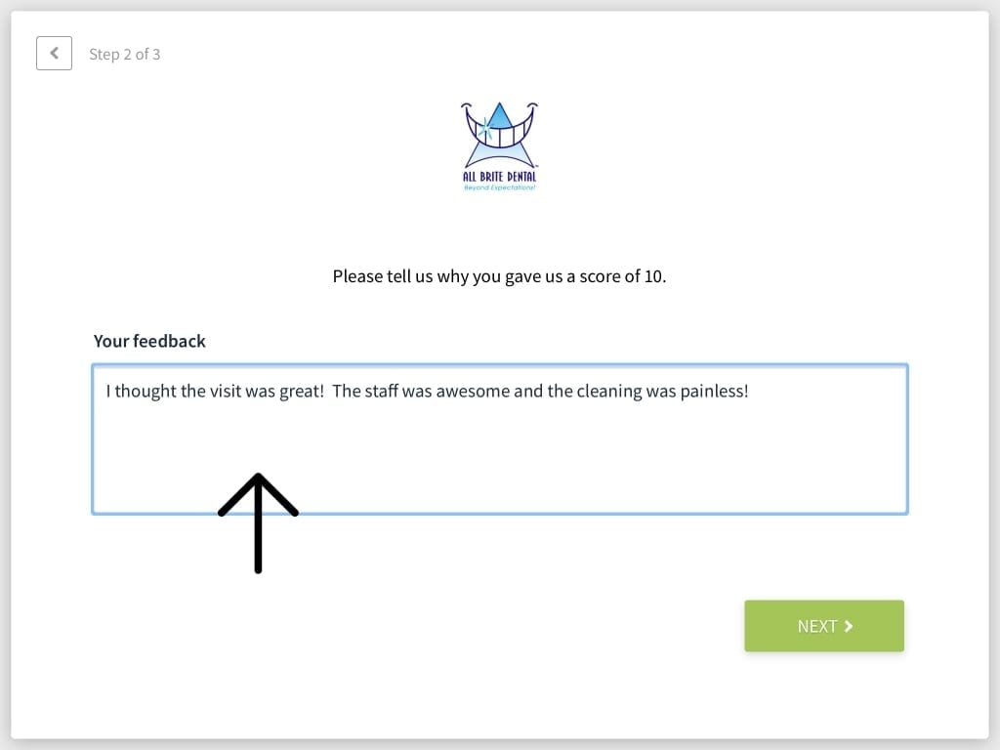 Step 2 of 3
ALL BRITE DENTAL
Beyond Expectations!
Please tell us why you gave us a score of 10.
Your feedback
I thought the visit was great!  The staff was awesome and the cleaning was painless!
NEXT